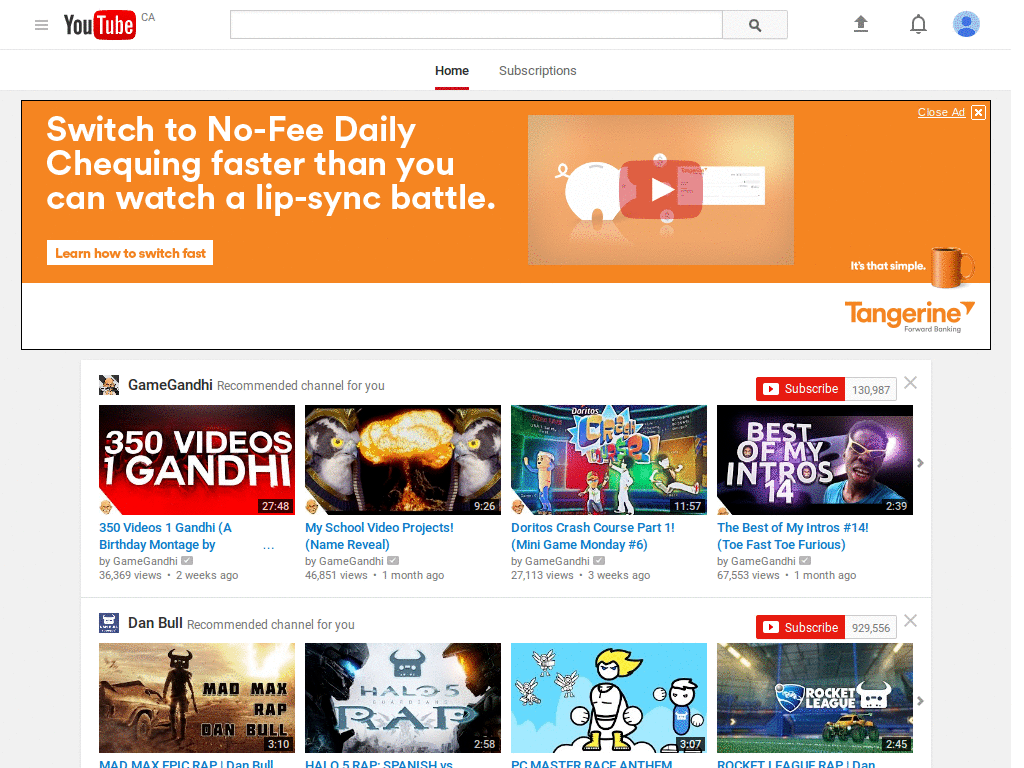 YouTube CA
Home Subscriptions
Close Ad
Switch to No-Fee Daily
Chequing faster than you
can watch a lip-sync battle.
Learn how to switch fast
It's that simple.
Tangerine
Forward Banking
GameGandhi Recommended channel for you
Subscribe 130,987
350 VIDEOS
1 GANDHI
27:48
350 Videos 1 Gandhi (A
Birthday Montage by ...
by GameGandhi
36,369 views • 2 weeks ago
9:26
My School Video Projects!
(Name Reveal)
by GameGandhi
46,851 views • 1 month ago
Doritos
11:57
Doritos Crash Course Part 1!
(Mini Game Monday #6)
by GameGandhi
27,113 views • 3 weeks ago
BEST
OF MY
INTROS
14
2:39
The Best of My Intros #14!
(Toe Fast Toe Furious)
by GameGandhi
67,553 views • 1 month ago
Dan Bull Recommended channel for you
Subscribe 929,556
MAD MAX
RAP
DAN BULL
3:10
MAD MAX EPIC RAP | Dan Bull
HALO 5
RAP
2:58
HALO 5 RAP: SPANISH vs
3:07
PC MASTER RACE ANTHEM
ROCKET
LEAGUE
2:45
ROCKET LEAGUE RAP | Dan